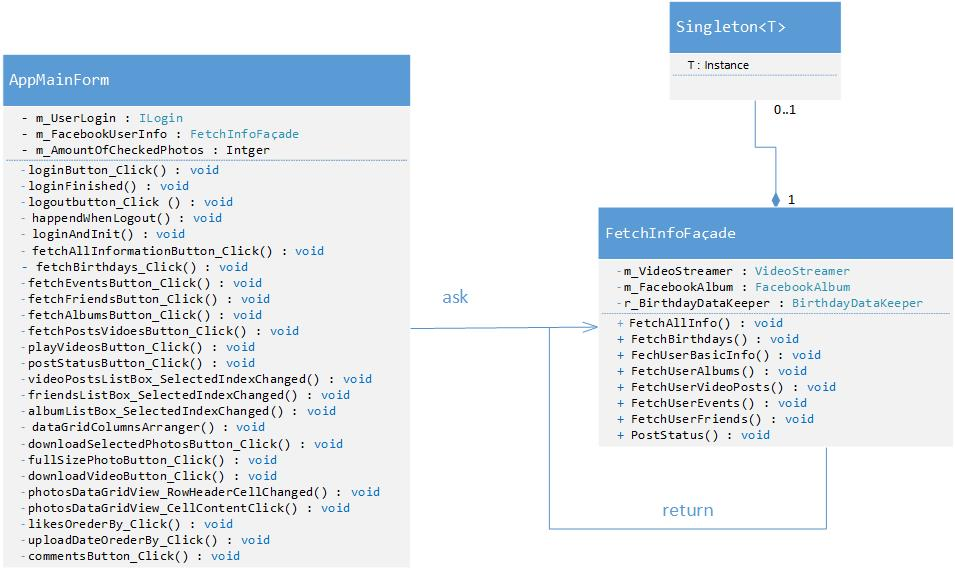 Singleton<T>
T : Instance
0..1
AppMainForm
- m_UserLogin : ILogin
- m_FacebookUserInfo : FetchInfoFaçade
- m_AmountOfCheckedPhotos : Intger
- loginButton_Click() : void
- loginFinished() : void
- logoutbutton_Click () : void
- happendWhenLogout() : void
- loginAndInit() : void
- fetchAllInformationButton_Click() : void
- fetchBirthdays_Click() : void
- fetchEventsButton_Click() : void
- fetchFriendsButton_Click() : void
- fetchAlbumsButton_Click() : void
- fetchPostsVidoesButton_Click() : void
- playVideosButton_Click() : void
- postStatusButton_Click() : void
- videoPostsListBox_SelectedIndexChanged() : void
- friendsListBox_SelectedIndexChanged() : void
- albumListBox_SelectedIndexChanged() : void
- dataGridColumnsArranger() : void
- downloadSelectedPhotosButton_Click() : void
- fullSizePhotoButton_Click() : void
- downloadVideoButton_Click() : void
- photosDataGridView_RowHeaderCellChanged() : void
- photosDataGridView_CellContentClick() : void
- likesOrederBy_Click() : void
- uploadDateOrederBy_Click() : void
- commentsButton_Click() : void
ask
1
FetchInfoFaçade
- m_VideoStreamer : VideoStreamer
- m_FacebookAlbum : FacebookAlbum
- r_BirthdayDataKeeper : BirthdayDataKeeper
+ FetchAllInfo() : void
+ FetchBirthdays() : void
+ FechUserBasicInfo() : void
+ FetchUserAlbums() : void
+ FetchUserVideoPosts() : void
+ FetchUserEvents() : void
+ FetchUserFriends() : void
+ PostStatus() : void
return